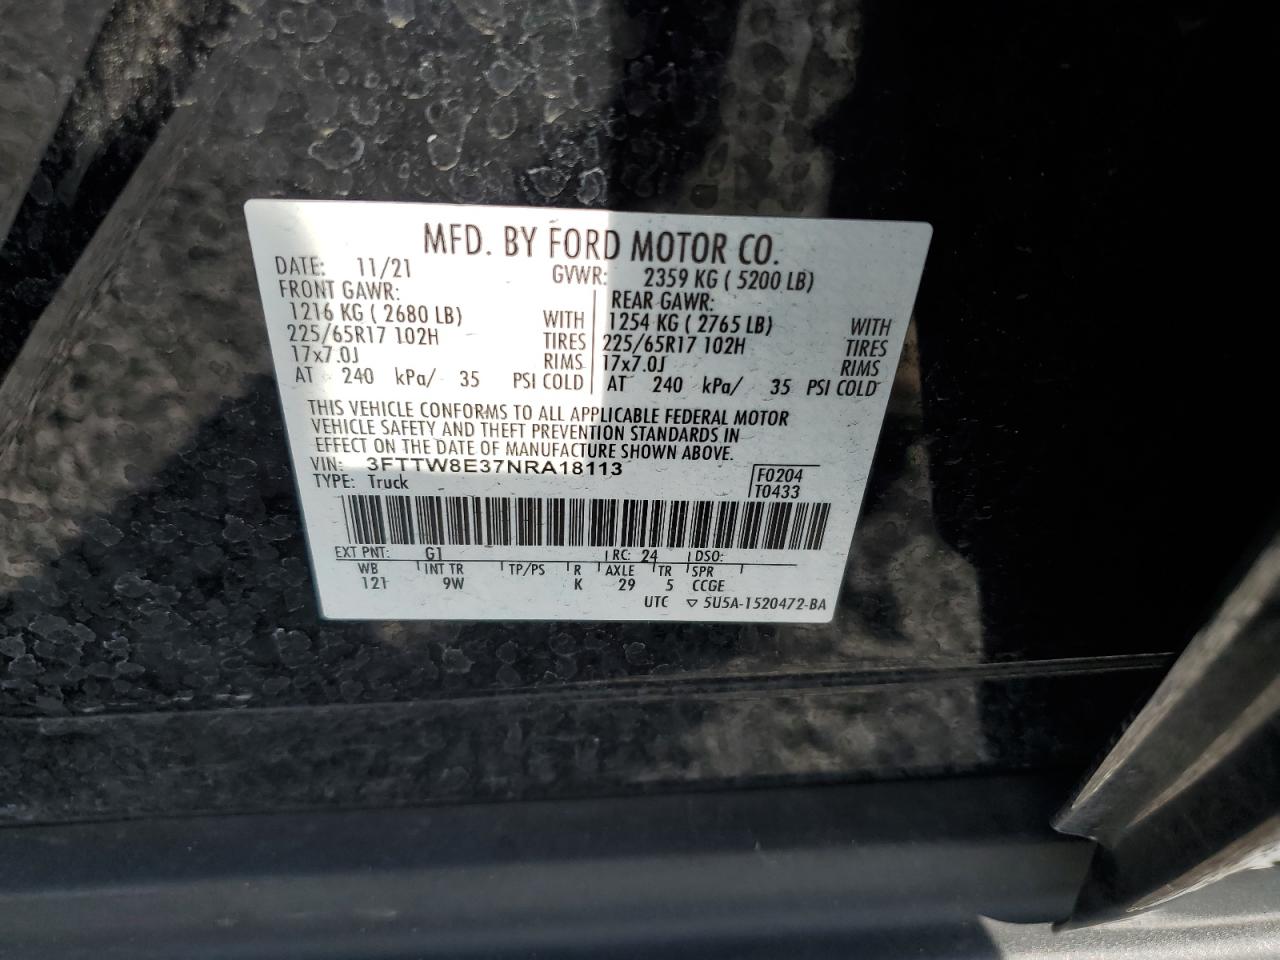 MFD. BY FORD MOTOR CO.
DATE: 11/21 GVWR: 2359 KG ( 5200 LB)
FRONT GAWR: REAR GAWR:
1216 KG ( 2680 LB) WITH 1254 KG ( 2765 LB) WITH
225/65R17 102H TIRES 225/65R17 102H TIRES
17x7.0J RIMS 17x7.0J RIMS
AT 240 kPa/ 35 PSI COLD AT 240 kPa/ 35 PSI COLD
THIS VEHICLE CONFORMS TO ALL APPLICABLE FEDERAL MOTOR
VEHICLE SAFETY AND THEFT PREVENTION STANDARDS IN
EFFECT ON THE DATE OF MANUFACTURE SHOWN ABOVE.
VIN: 3FTTW8E37NRA18113 F0204
TYPE: Truck T0433
EXT PNT: G1 RC: 24 DSO:
WB INT TR TP/PS R AXLE TR SPR
121 9W K 29 5 CCGE
UTC ▽ 5U5A-1520472-BA